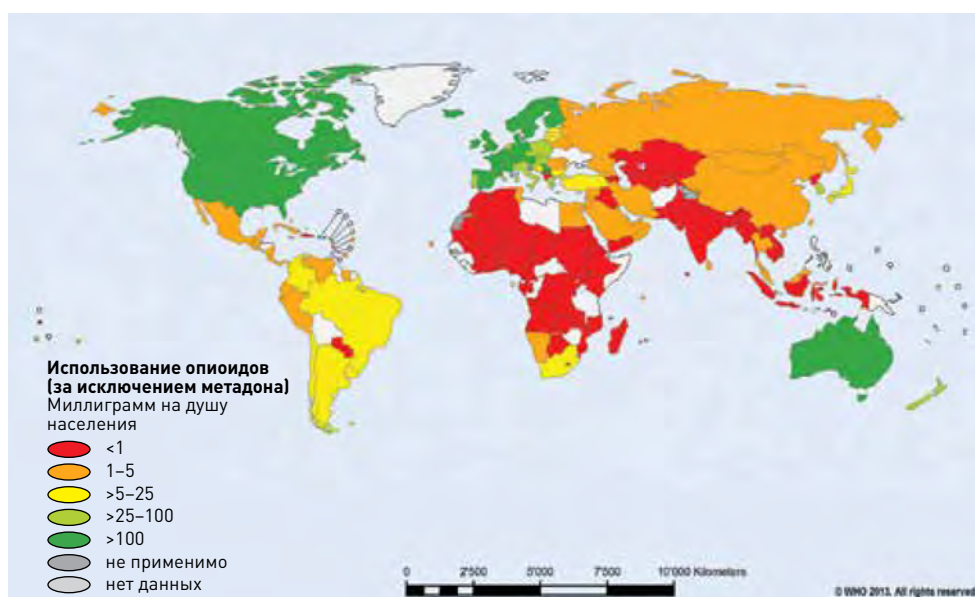 Использование опиоидов
(за исключением метадона)
Миллиграмм на душу
населения
<1
1–5
>5–25
>25–100
>100
не применимо
нет данных
0 2'500 5'000 7'500 10'000 Kilometers
© WHO 2013. All rights reserved